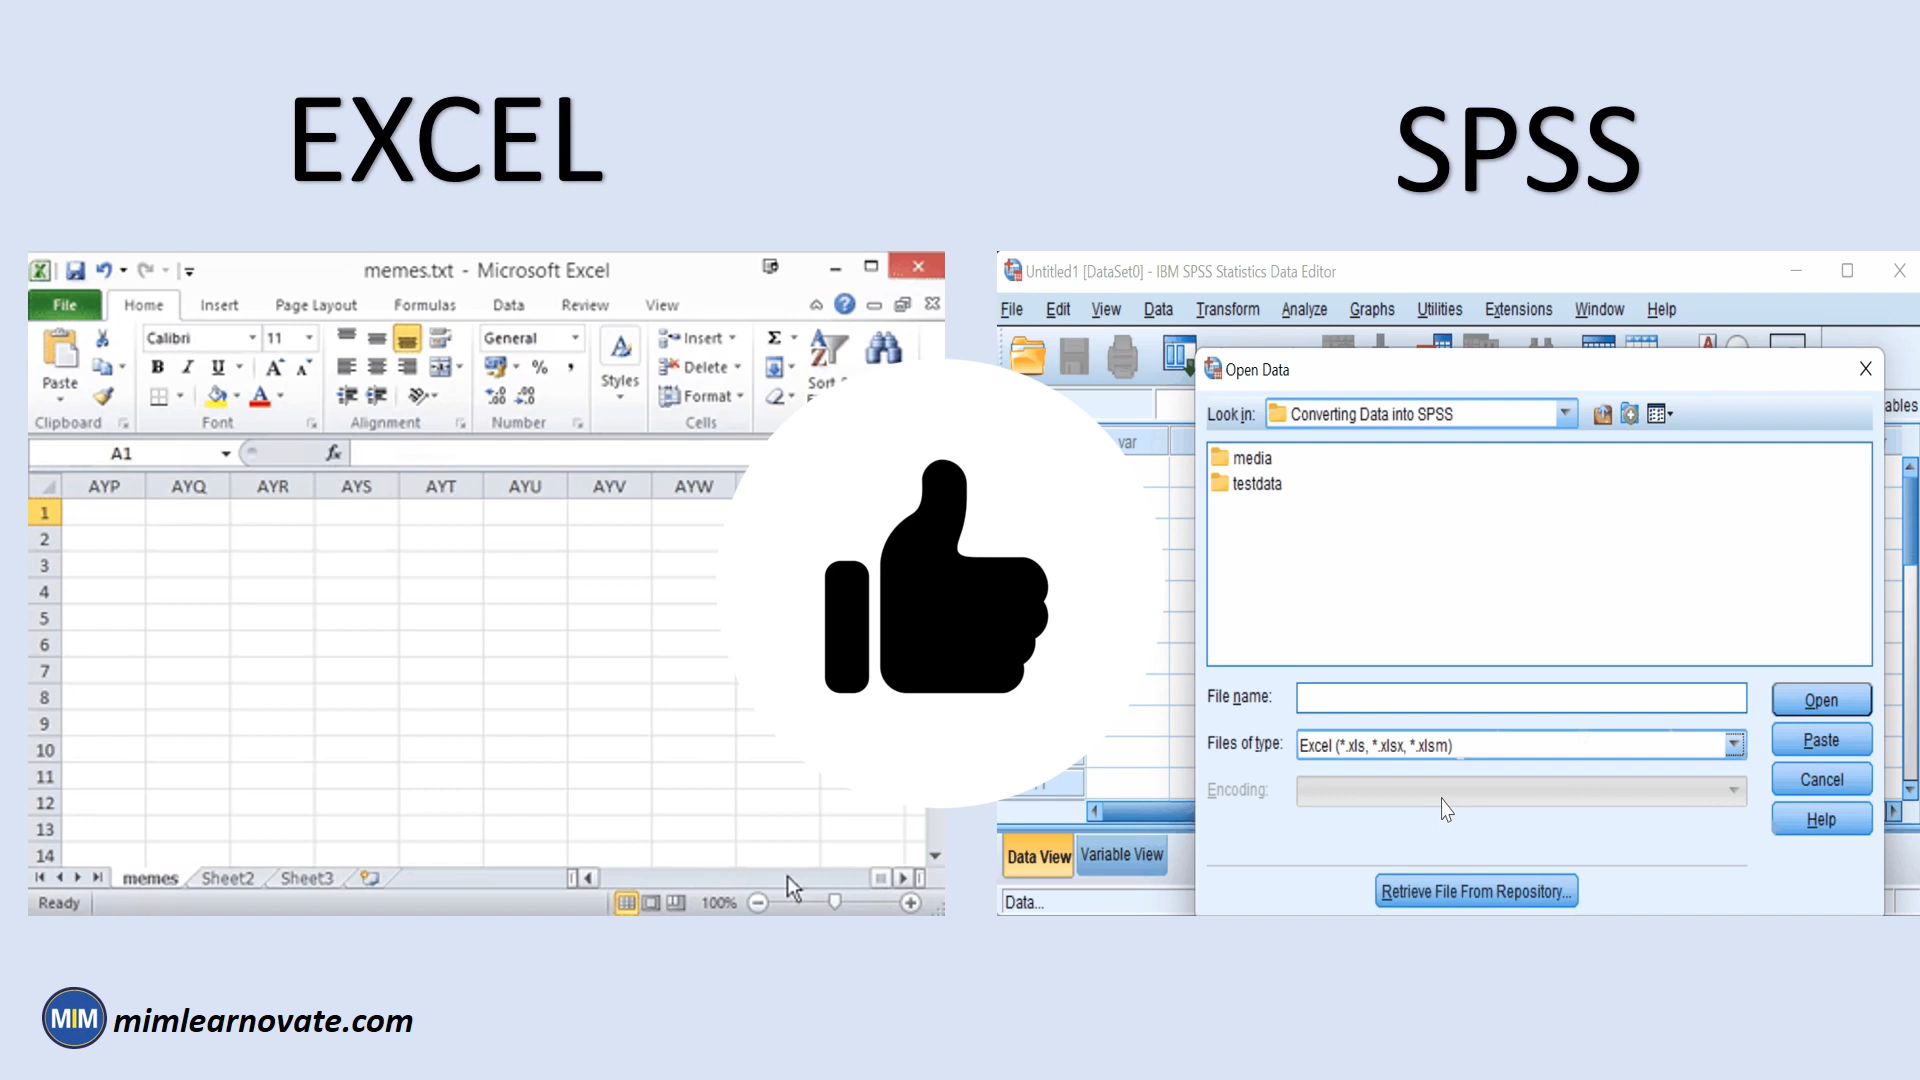 EXCEL
SPSS
memes.txt - Microsoft Excel
File Home Insert Page Layout Formulas Data Review View
Calibri 11 General Insert
Paste B I U A A % , Styles Delete
Sort
Format
Clipboard Font Alignment Number Cells
A1 fx
AYP AYQ AYR AYS AYT AYU AYV AYW
1
2
3
4
5
6
7
8
9
10
11
12
13
14
memes Sheet2 Sheet3
Ready 100%
Untitled1 [DataSet0] - IBM SPSS Statistics Data Editor
File Edit View Data Transform Analyze Graphs Utilities Extensions Window Help
var
Open Data
Look in: Converting Data into SPSS
media
testdata
File name:
Open
Files of type: Excel (*.xls, *.xlsx, *.xlsm)
Paste
Encoding:
Cancel
Help
Retrieve File From Repository...
Data View Variable View
Data...
MIM mimlearnovate.com